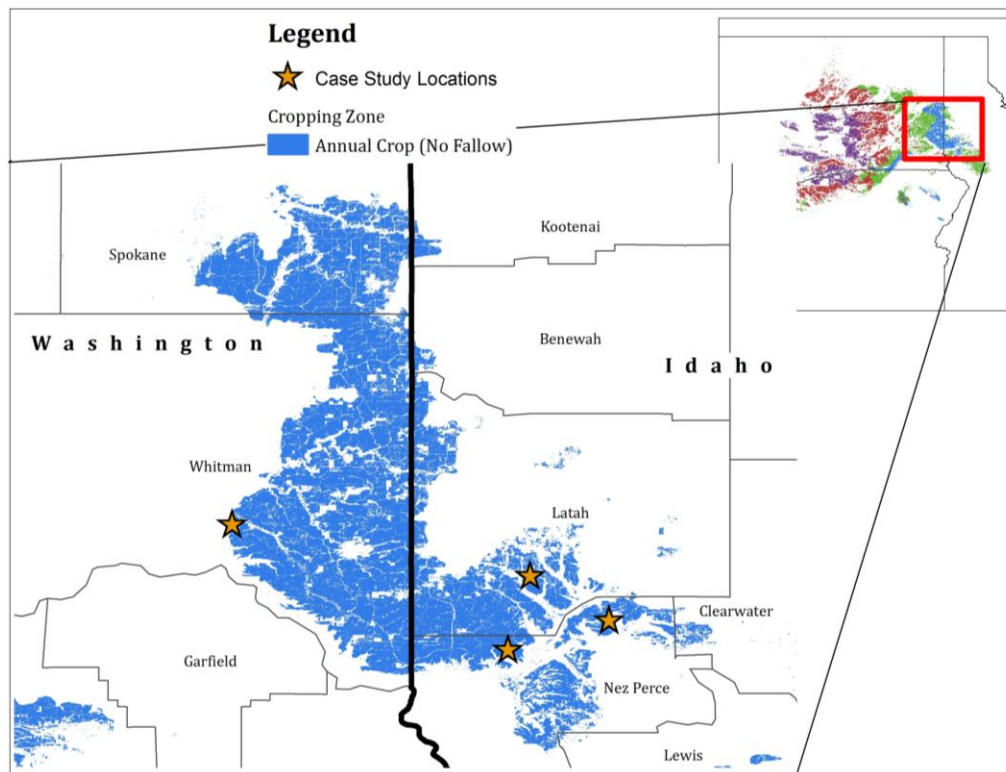 Legend
Case Study Locations
Cropping Zone
Annual Crop (No Fallow)
Kootenai
Spokane
Washington
Benewah
Idaho
Whitman
Latah
Clearwater
Garfield
Nez Perce
Lewis